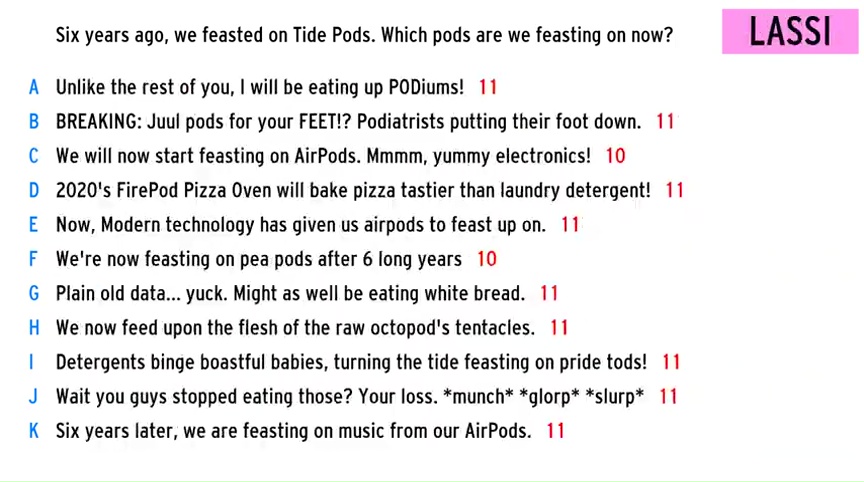 Six years ago, we feasted on Tide Pods. Which pods are we feasting on now?
LASSI
A Unlike the rest of you, I will be eating up PODiums! 11
B BREAKING: Juul pods for your FEET!? Podiatrists putting their foot down. 11
C We will now start feasting on AirPods. Mmmm, yummy electronics! 10
D 2020's FirePod Pizza Oven will bake pizza tastier than laundry detergent! 11
E Now, Modern technology has given us airpods to feast up on. 11
F We're now feasting on pea pods after 6 long years 10
G Plain old data... yuck. Might as well be eating white bread. 11
H We now feed upon the flesh of the raw octopod's tentacles. 11
I Detergents binge boastful babies, turning the tide feasting on pride tods! 11
J Wait you guys stopped eating those? Your loss. *munch* *glorp* *slurp* 11
K Six years later, we are feasting on music from our AirPods. 11